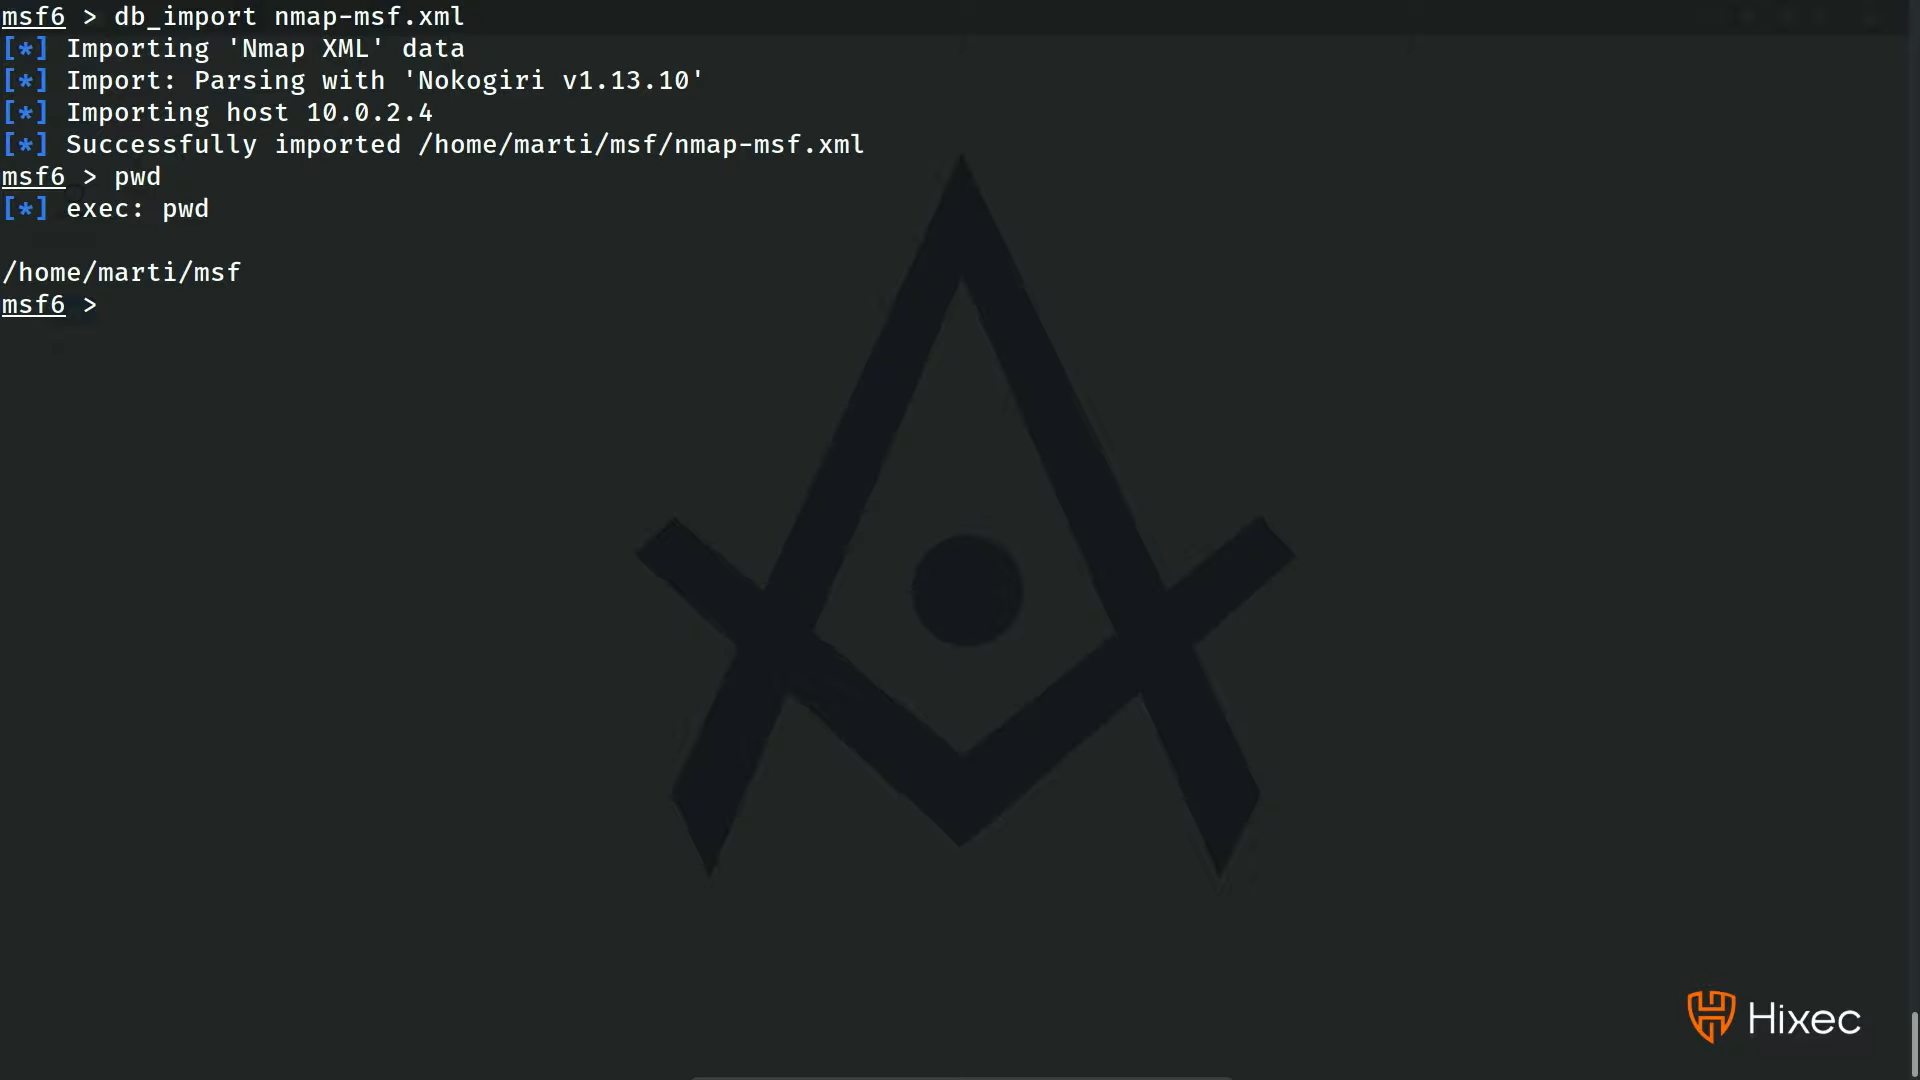 msf6 > db_import nmap-msf.xml
[*] Importing 'Nmap XML' data
[*] Import: Parsing with 'Nokogiri v1.13.10'
[*] Importing host 10.0.2.4
[*] Successfully imported /home/marti/msf/nmap-msf.xml
msf6 > pwd
[*] exec: pwd
/home/marti/msf
msf6 >
Hixec